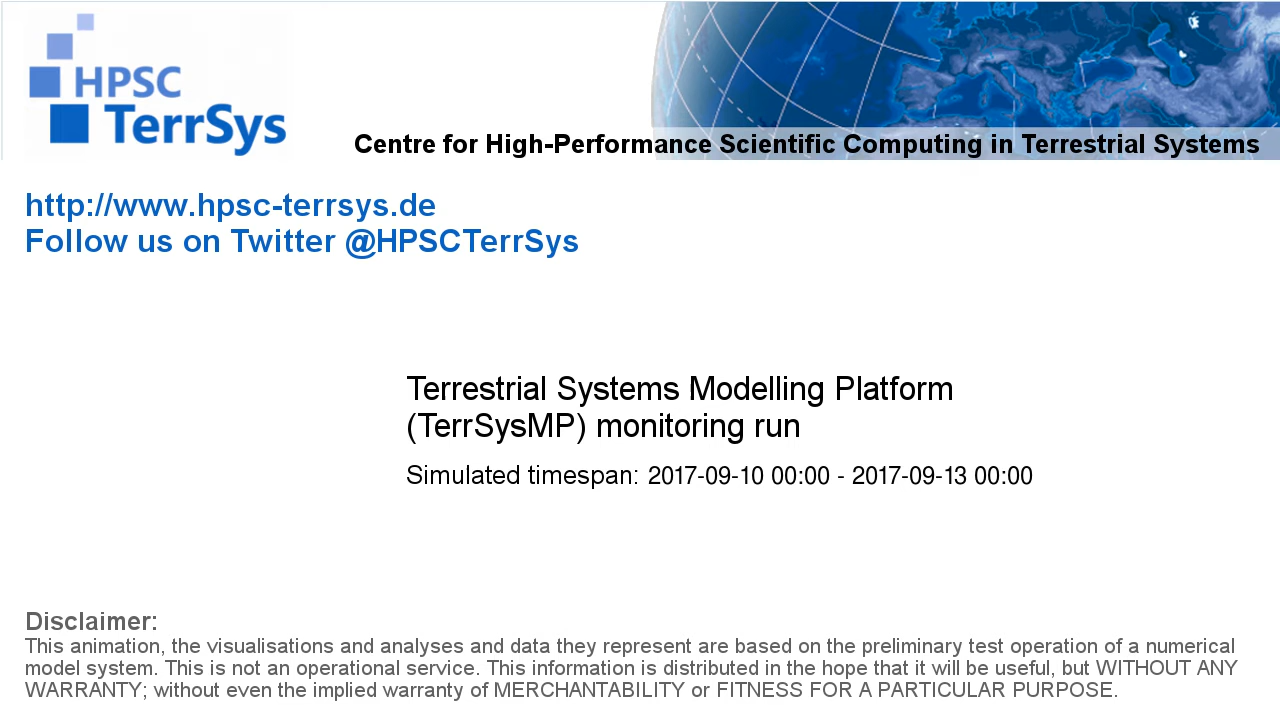 HPSC
TerrSys
Centre for High-Performance Scientific Computing in Terrestrial Systems
http://www.hpsc-terrsys.de
Follow us on Twitter @HPSCTerrSys
Terrestrial Systems Modelling Platform
(TerrSysMP) monitoring run
Simulated timespan: 2017-09-10 00:00 - 2017-09-13 00:00
Disclaimer:
This animation, the visualisations and analyses and data they represent are based on the preliminary test operation of a numerical
model system. This is not an operational service. This information is distributed in the hope that it will be useful, but WITHOUT ANY
WARRANTY; without even the implied warranty of MERCHANTABILITY or FITNESS FOR A PARTICULAR PURPOSE.